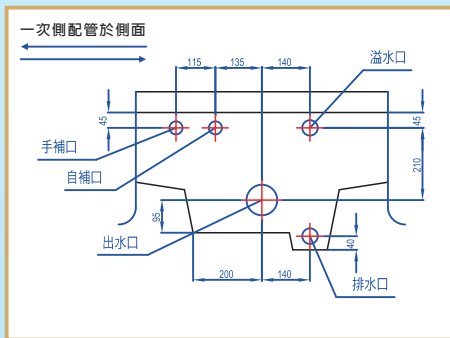 一次側配管於側面
115 135 140
溢水口
45 45
手補口
自補口
210
95
出水口
40
200 140
排水口